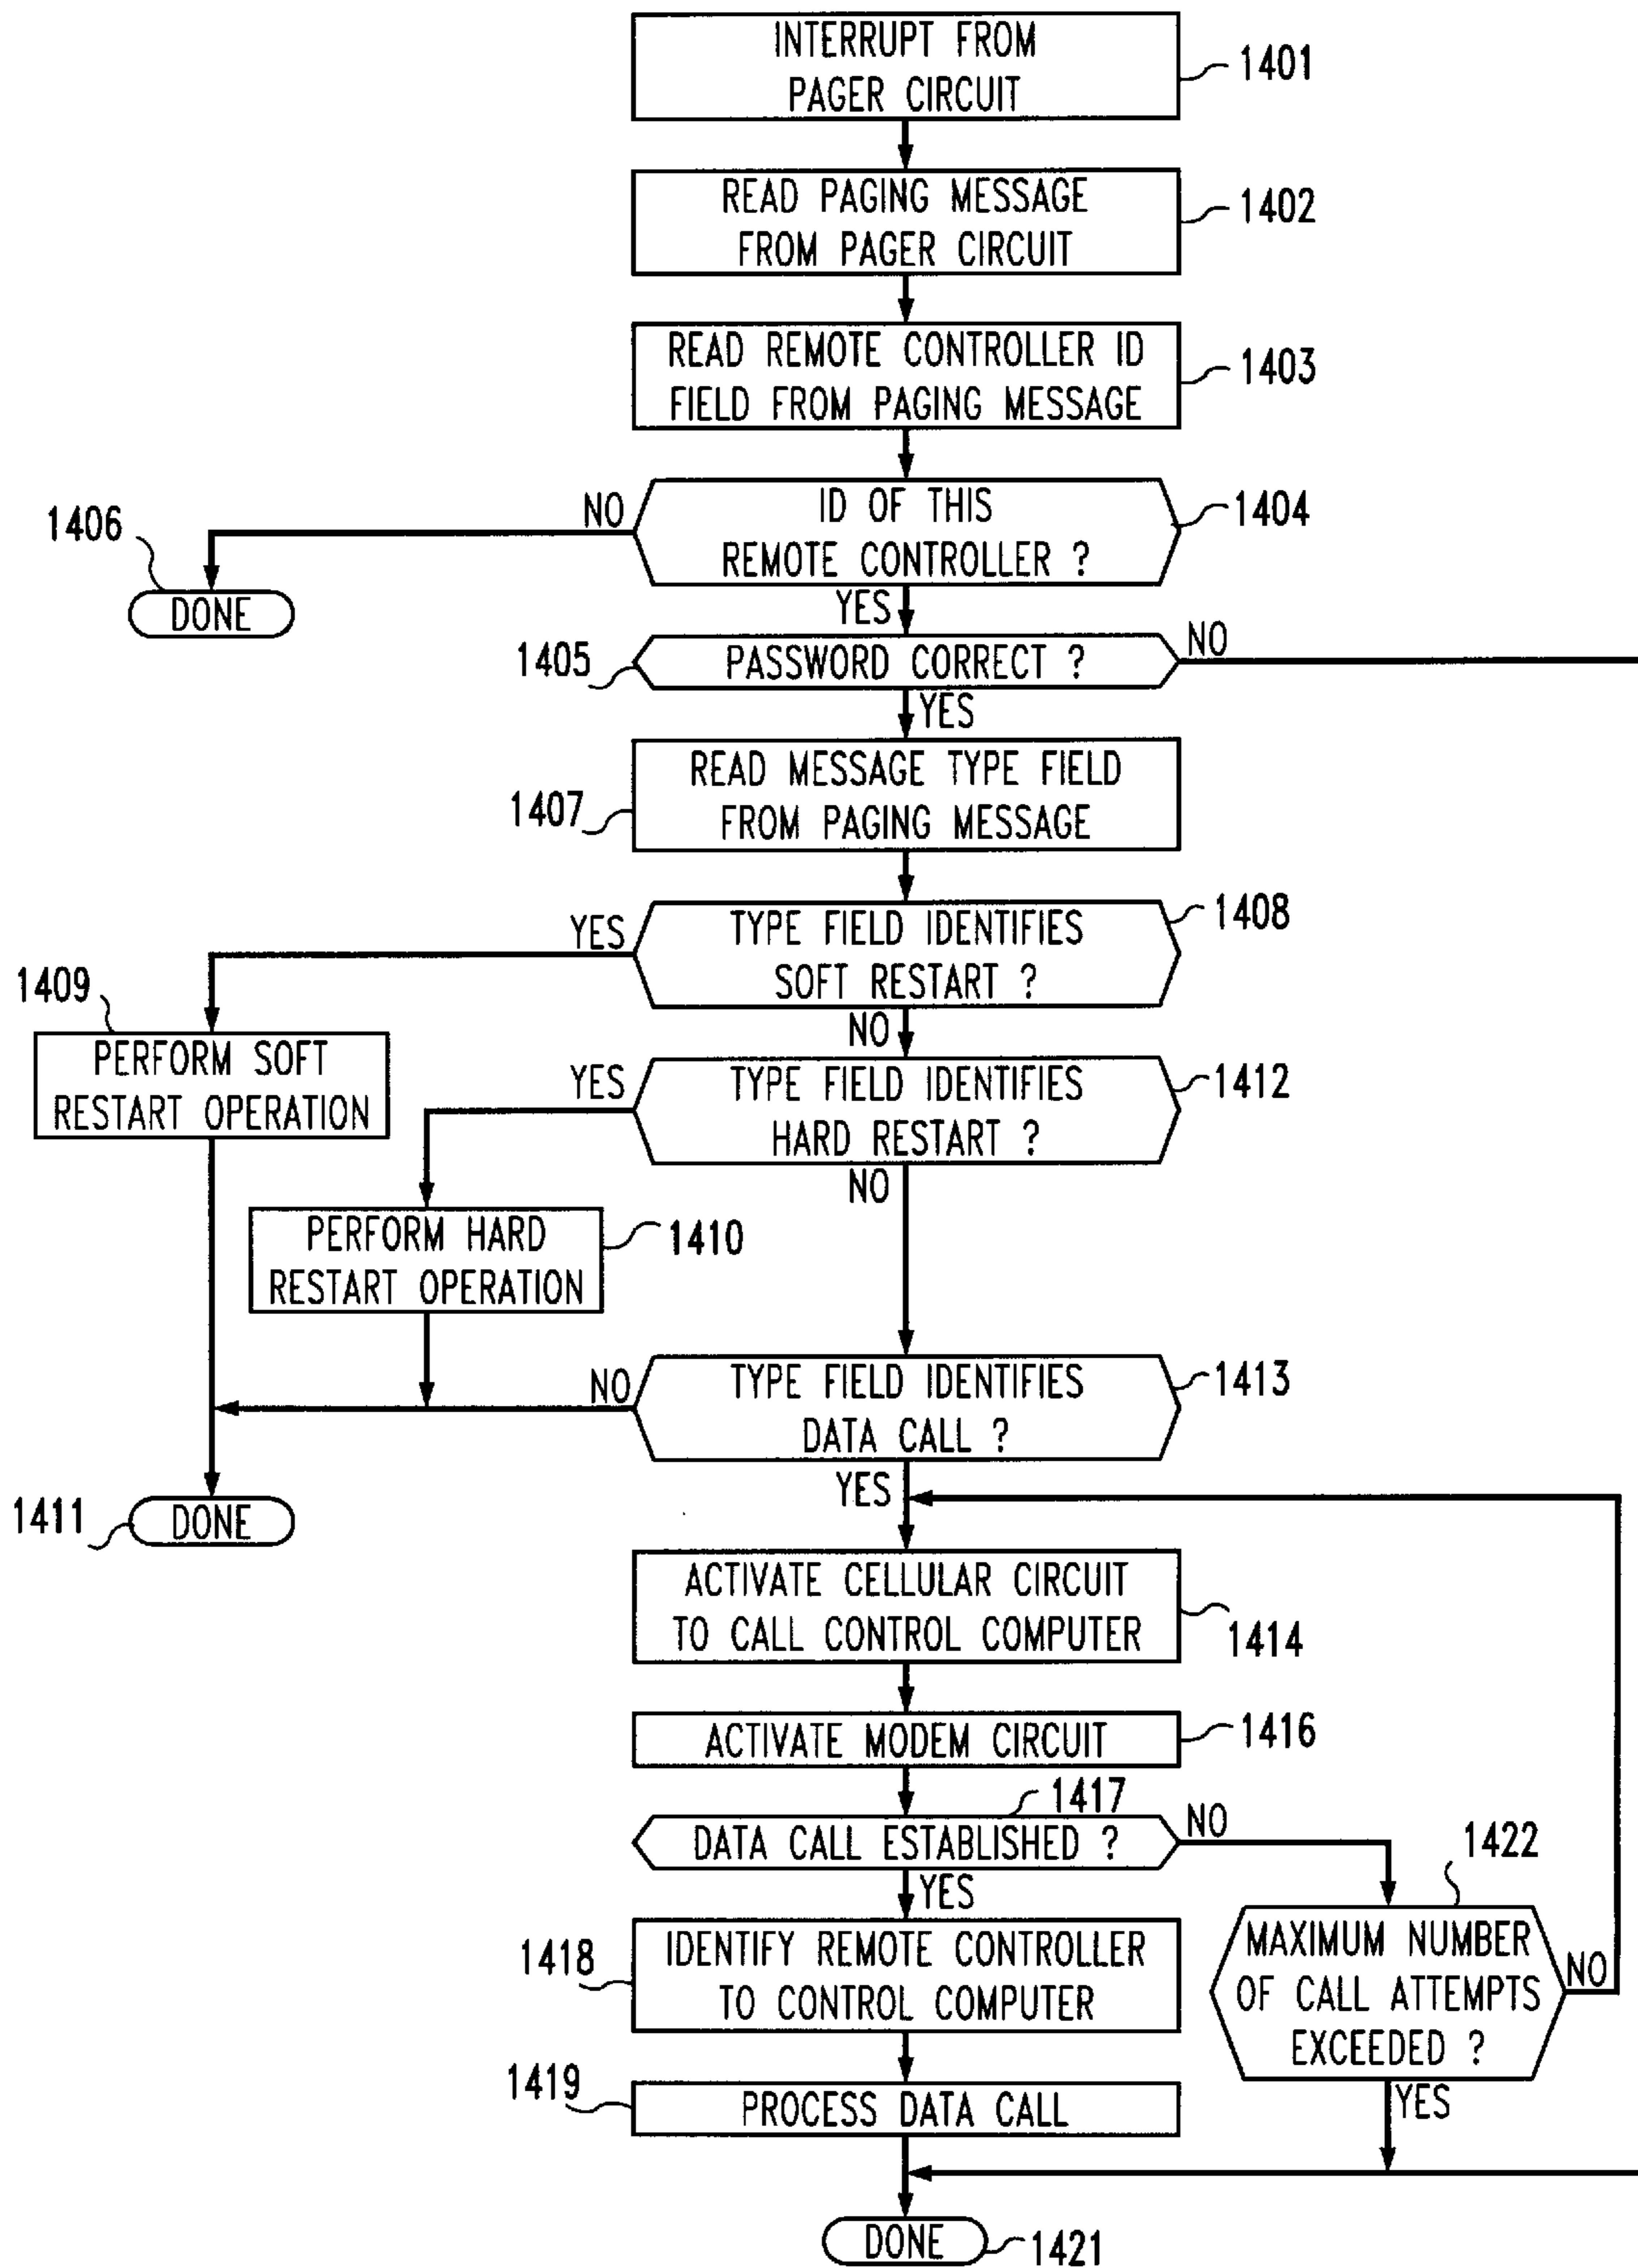 INTERRUPT FROM
PAGER CIRCUIT
1401
READ PAGING MESSAGE
FROM PAGER CIRCUIT
1402
READ REMOTE CONTROLLER ID
FIELD FROM PAGING MESSAGE
1403
ID OF THIS
REMOTE CONTROLLER ?
1404
NO
1406
DONE
YES
1405
PASSWORD CORRECT ?
NO
YES
READ MESSAGE TYPE FIELD
FROM PAGING MESSAGE
1407
TYPE FIELD IDENTIFIES
SOFT RESTART ?
1408
YES
1409
PERFORM SOFT
RESTART OPERATION
NO
TYPE FIELD IDENTIFIES
HARD RESTART ?
1412
YES
NO
PERFORM HARD
RESTART OPERATION
1410
TYPE FIELD IDENTIFIES
DATA CALL ?
1413
NO
YES
1411
DONE
ACTIVATE CELLULAR CIRCUIT
TO CALL CONTROL COMPUTER
1414
ACTIVATE MODEM CIRCUIT
1416
1417
DATA CALL ESTABLISHED ?
NO
YES
1422
MAXIMUM NUMBER
OF CALL ATTEMPTS
EXCEEDED ?
NO
YES
1418
IDENTIFY REMOTE CONTROLLER
TO CONTROL COMPUTER
1419
PROCESS DATA CALL
DONE
1421